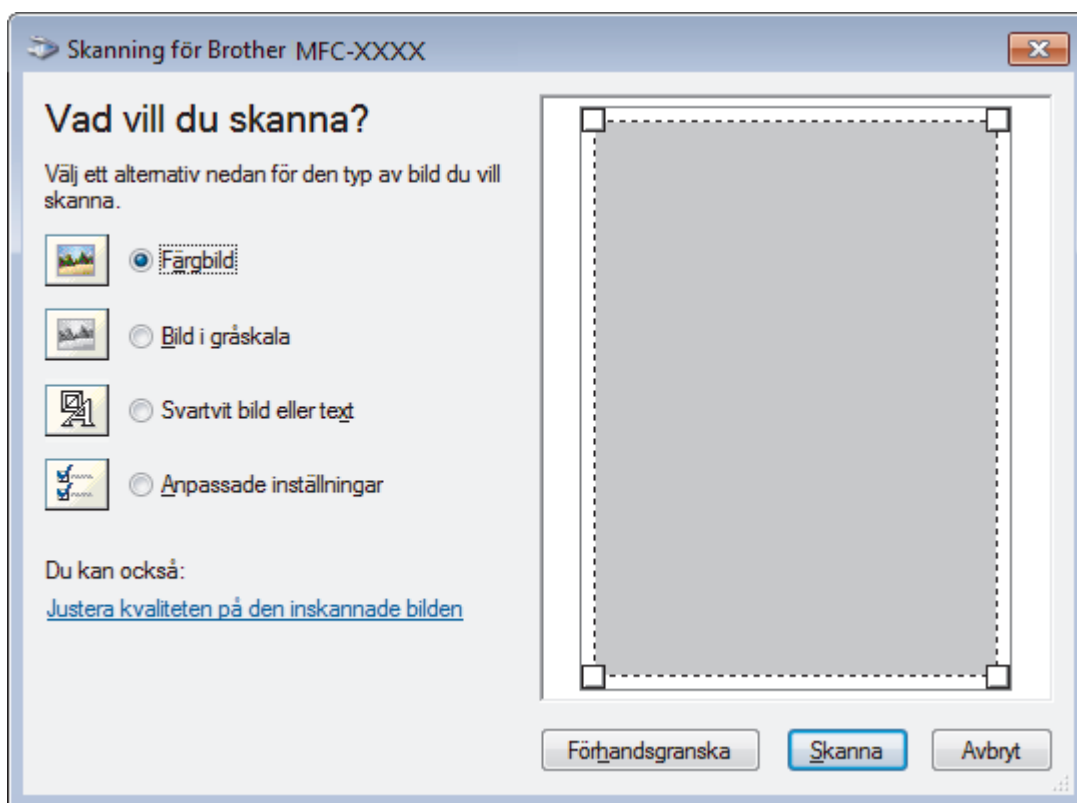 Skanning för Brother MFC-XXXX
Vad vill du skanna?
Välj ett alternativ nedan för den typ av bild du vill
skanna.
Färgbild
Bild i gråskala
Svartvit bild eller text
Anpassade inställningar
Du kan också:
Justera kvaliteten på den inskannade bilden
Förhandsgranska
Skanna
Avbryt